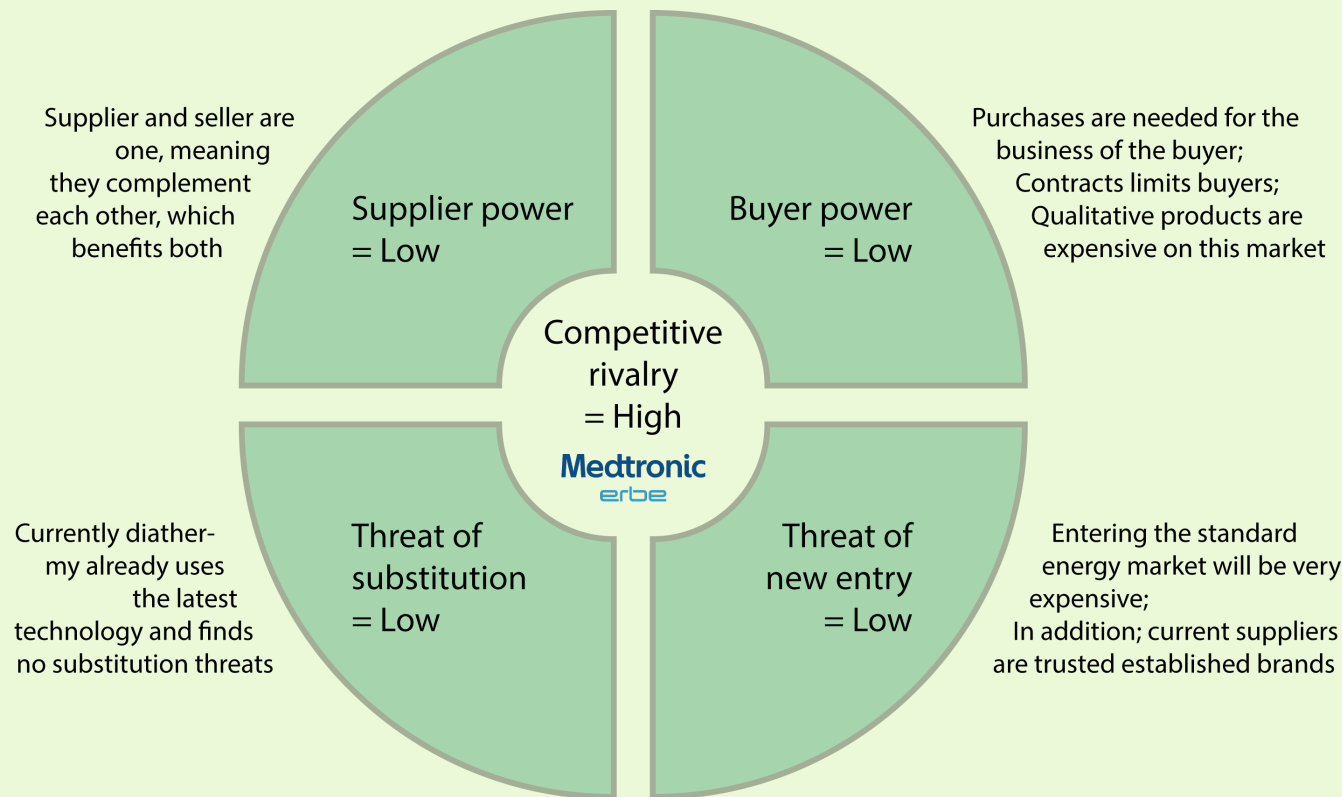 Supplier and seller are
one, meaning
they complement
each other, which
benefits both
Supplier power
= Low
Buyer power
= Low
Purchases are needed for the
business of the buyer;
Contracts limits buyers;
Qualitative products are
expensive on this market
Competitive
rivalry
= High
Medtronic
erbe
Currently diather-
my already uses
the latest
technology and finds
no substitution threats
Threat of
substitution
= Low
Threat of
new entry
= Low
Entering the standard
energy market will be very
expensive;
In addition; current suppliers
are trusted established brands